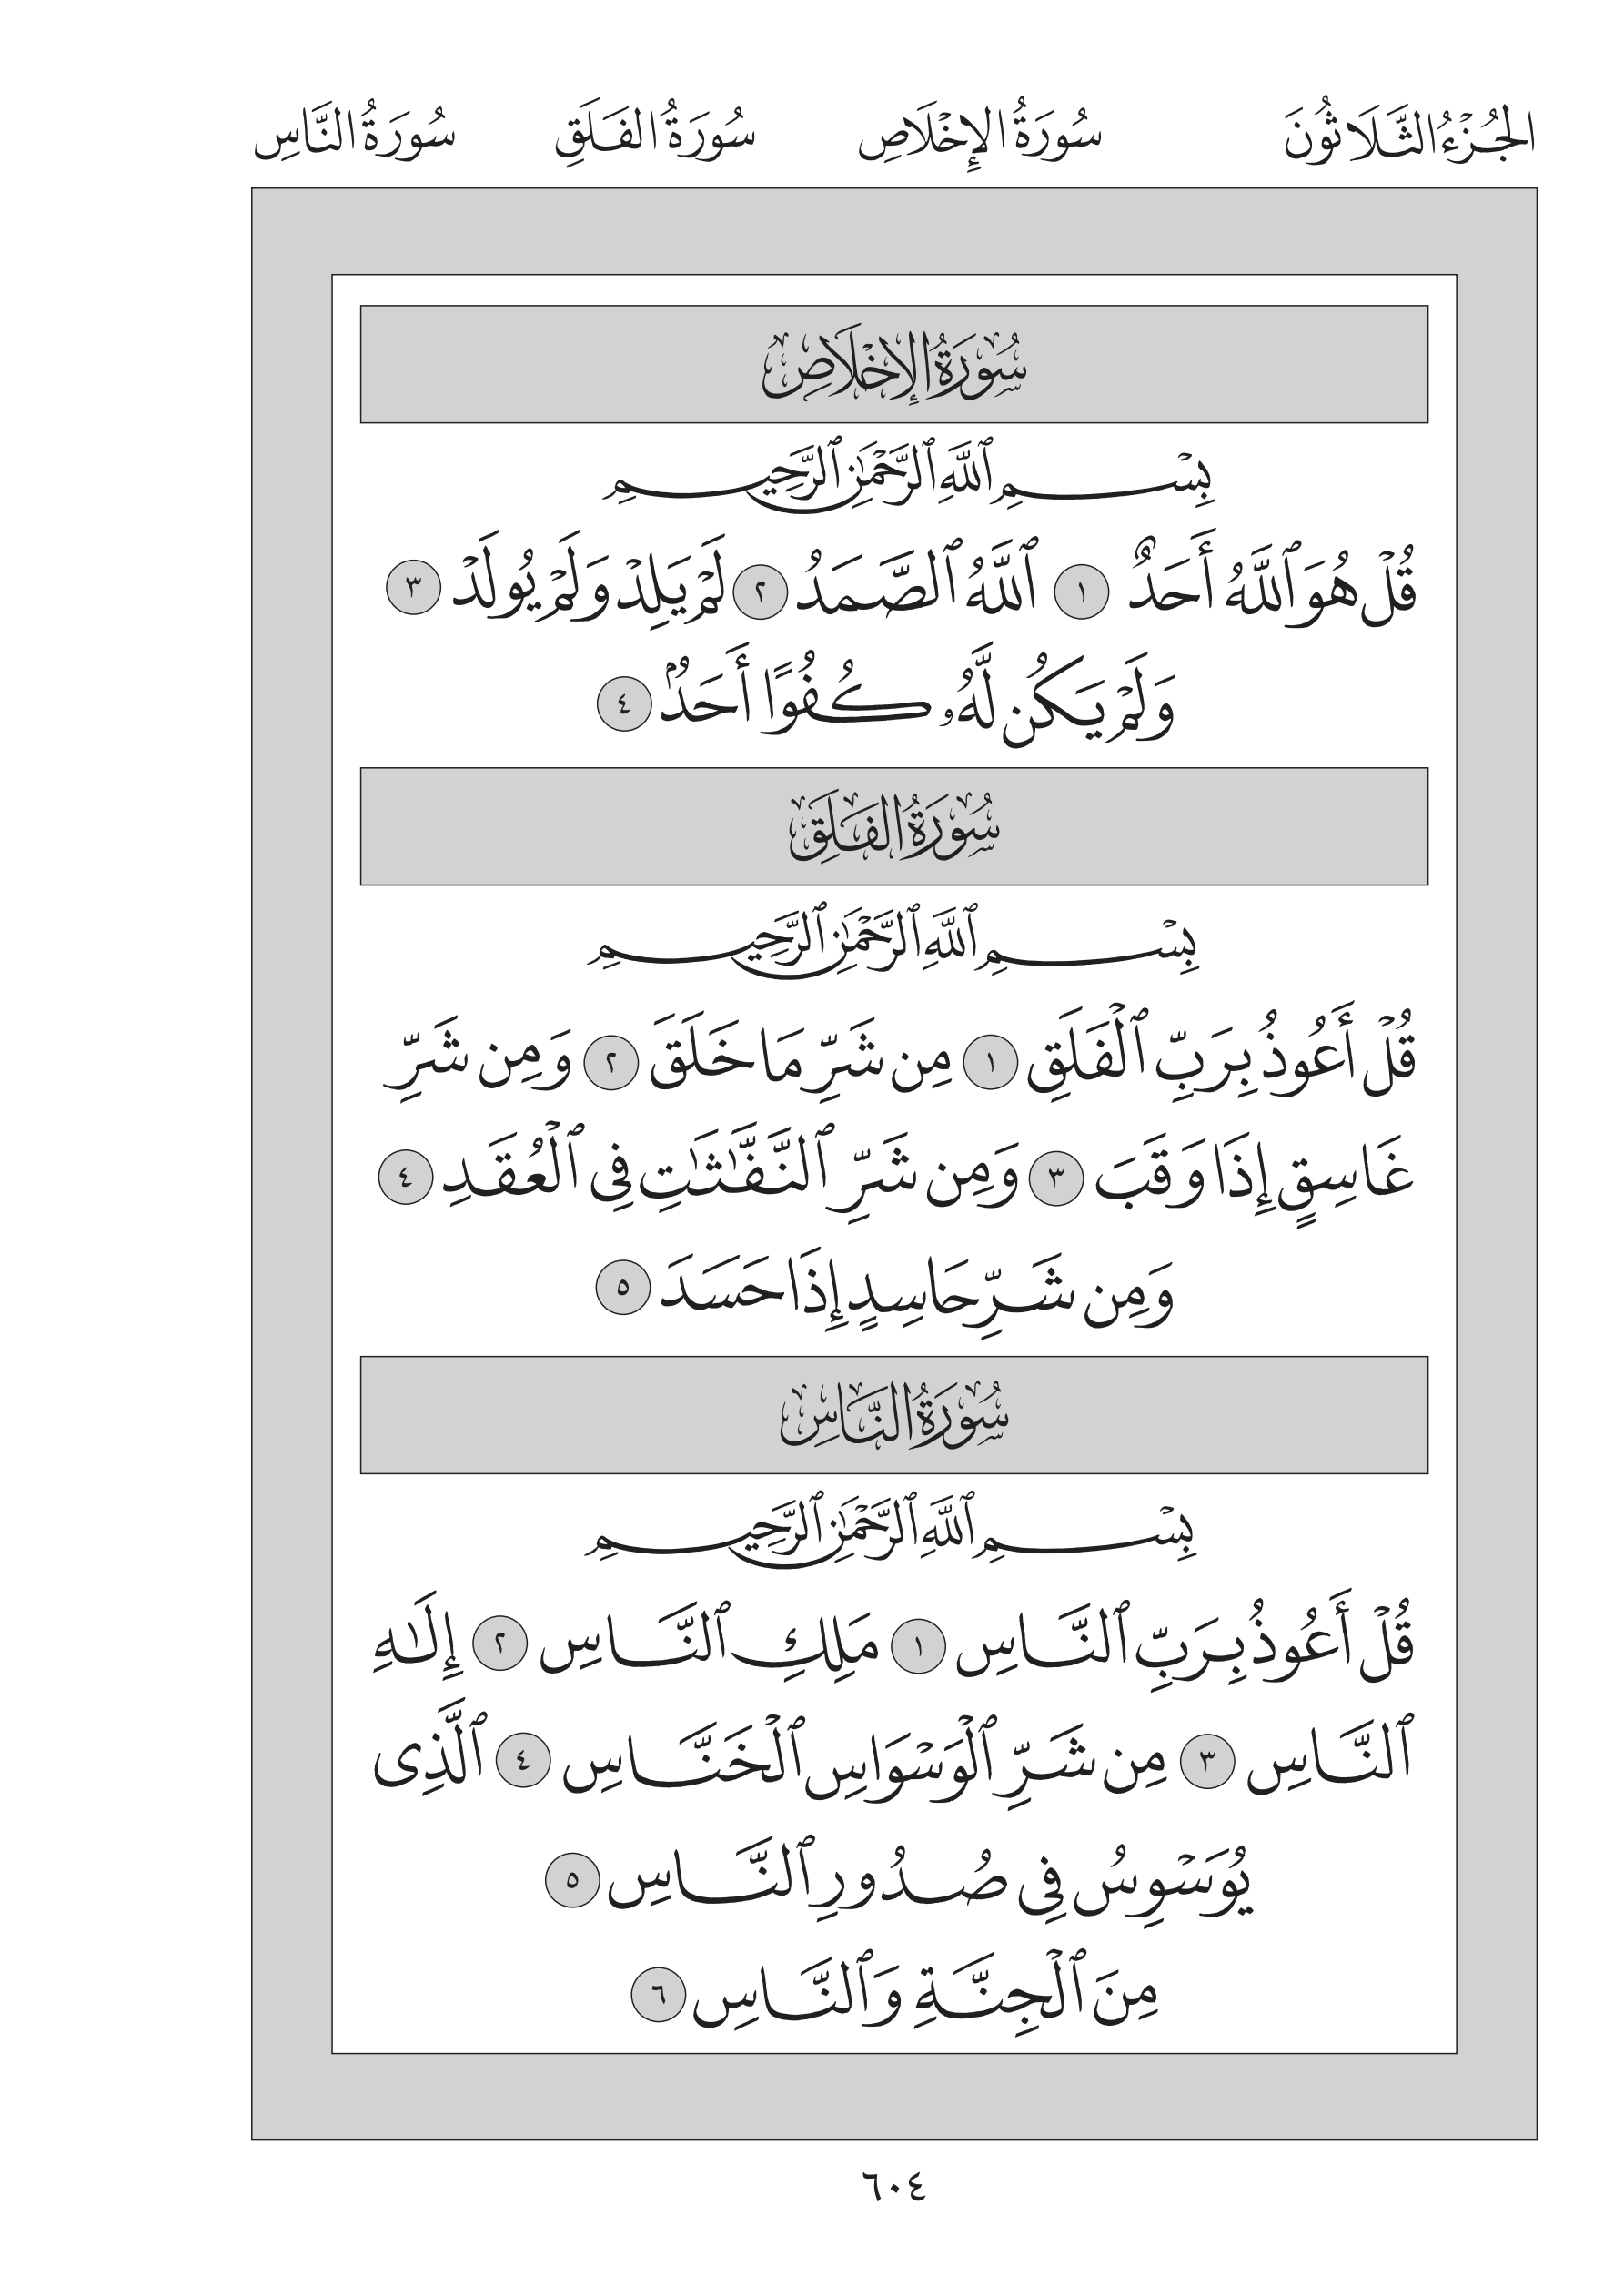 الجُزْءُ الثَّلَاثُونَ سُورَةُ الإِخْلَاصِ سُورَةُ الفَلَقِ سُورَةُ النَّاسِ
سُورَةُ الإِخْلَاصِ
بِسْمِ ٱللَّهِ ٱلرَّحْمَٰنِ ٱلرَّحِيمِ
قُلْ هُوَ ٱللَّهُ أَحَدٌ ١ ٱللَّهُ ٱلصَّمَدُ ٢ لَمْ يَلِدْ وَلَمْ يُولَدْ ٣
وَلَمْ يَكُن لَّهُۥ كُفُوًا أَحَدٌۢ ٤
سُورَةُ الفَلَقِ
بِسْمِ ٱللَّهِ ٱلرَّحْمَٰنِ ٱلرَّحِيمِ
قُلْ أَعُوذُ بِرَبِّ ٱلْفَلَقِ ١ مِن شَرِّ مَا خَلَقَ ٢ وَمِن شَرِّ
غَاسِقٍ إِذَا وَقَبَ ٣ وَمِن شَرِّ ٱلنَّفَّٰثَٰتِ فِى ٱلْعُقَدِ ٤
وَمِن شَرِّ حَاسِدٍ إِذَا حَسَدَ ٥
سُورَةُ النَّاسِ
بِسْمِ ٱللَّهِ ٱلرَّحْمَٰنِ ٱلرَّحِيمِ
قُلْ أَعُوذُ بِرَبِّ ٱلنَّاسِ ١ مَلِكِ ٱلنَّاسِ ٢ إِلَٰهِ
ٱلنَّاسِ ٣ مِن شَرِّ ٱلْوَسْوَاسِ ٱلْخَنَّاسِ ٤ ٱلَّذِى
يُوَسْوِسُ فِى صُدُورِ ٱلنَّاسِ ٥
مِنَ ٱلْجِنَّةِ وَٱلنَّاسِ ٦
٦٠٤